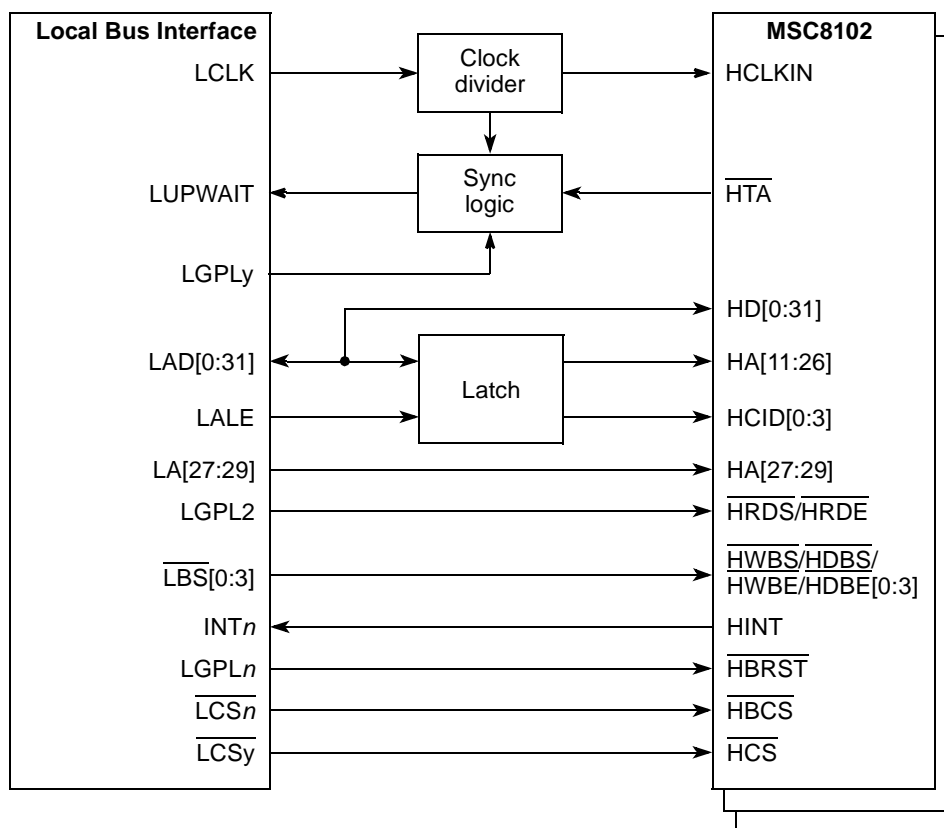 Local Bus Interface
MSC8102
LCLK
Clock
divider
HCLKIN
LUPWAIT
Sync
logic
HTA
LGPLy
HD[0:31]
LAD[0:31]
HA[11:26]
Latch
LALE
HCID[0:3]
LA[27:29]
HA[27:29]
LGPL2
HRDS/HRDE
LBS[0:3]
HWBS/HDBS/
HWBE/HDBE[0:3]
INTn
HINT
LGPLn
HBRST
LCSn
HBCS
LCSy
HCS